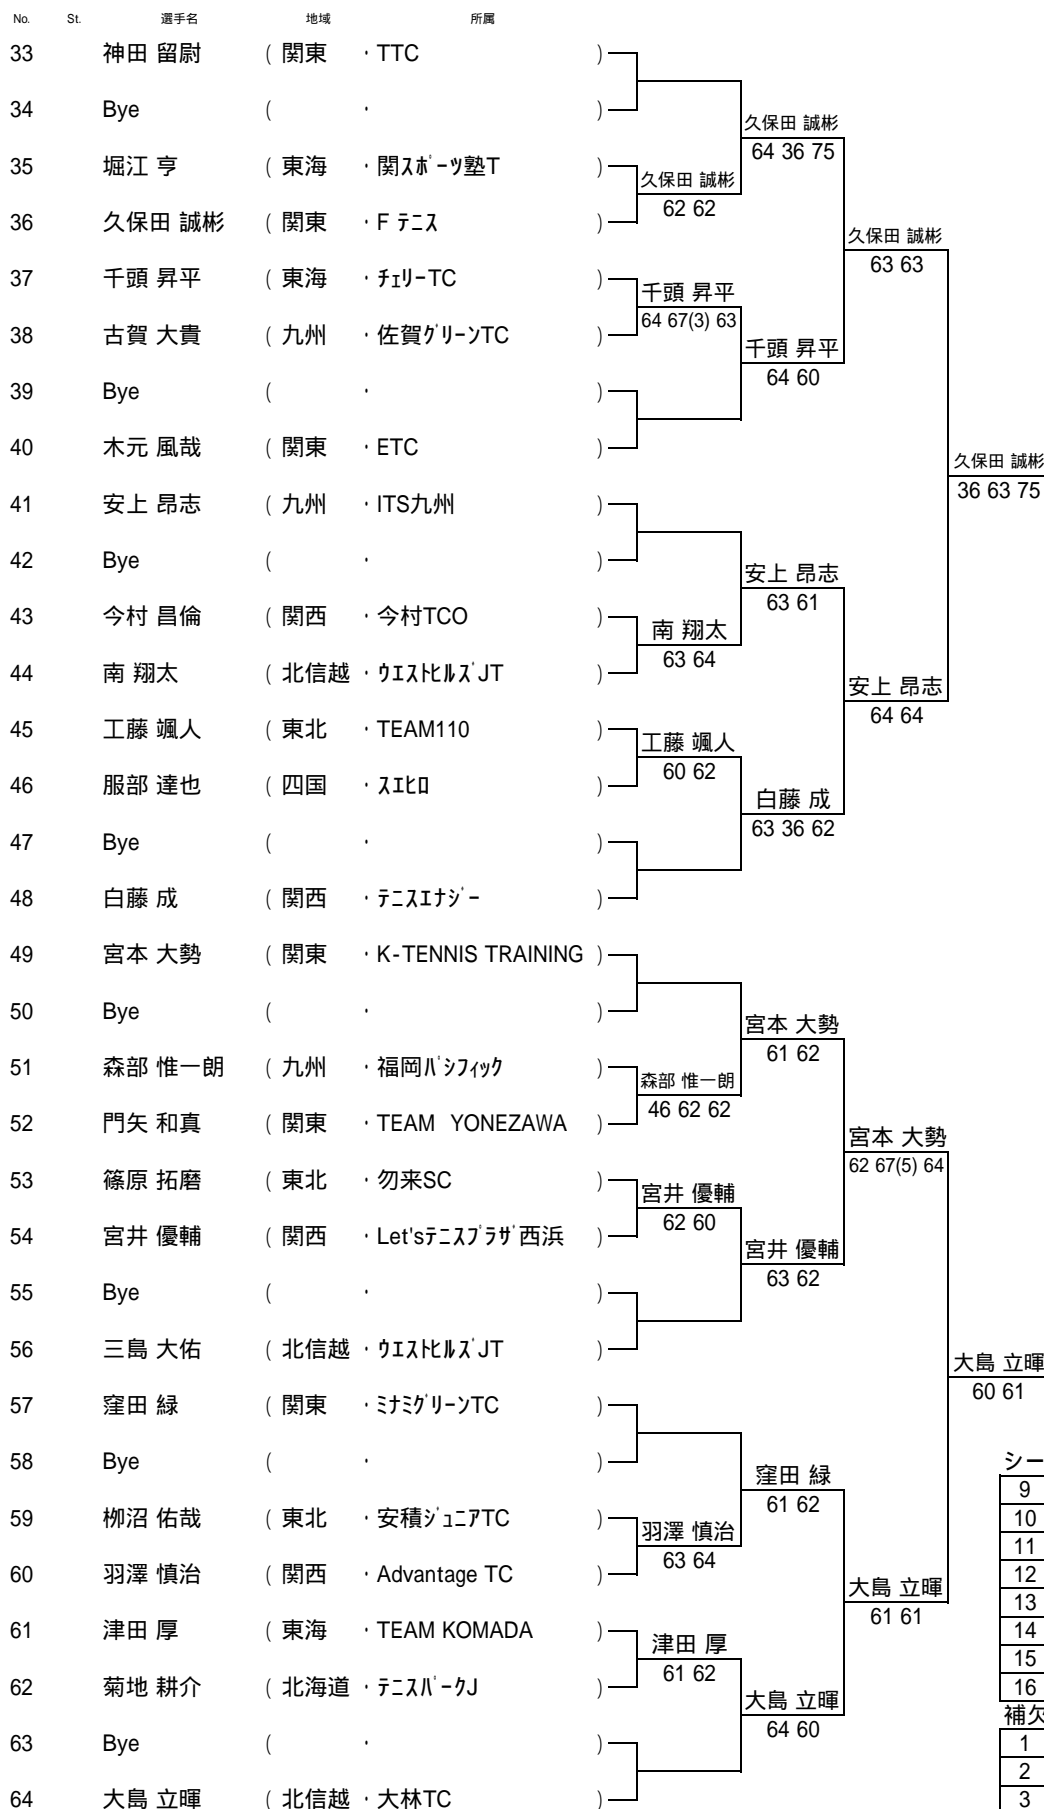 No. St. 選手名 地域 所属
33 神田 留尉 ( 関東 ・ TTC )
34 Bye ( ・ )
久保田 誠彬
64 36 75
35 堀江 亨 ( 東海 ・ 関ｽﾎﾟｰﾂ塾T )
久保田 誠彬
62 62
36 久保田 誠彬 ( 関東 ・ F ﾃﾆｽ )
久保田 誠彬
63 63
37 千頭 昇平 ( 東海 ・ ﾁｪﾘｰTC )
千頭 昇平
64 67(3) 63
38 古賀 大貴 ( 九州 ・ 佐賀ｸﾞﾘｰﾝTC )
千頭 昇平
64 60
39 Bye ( ・ )
40 木元 風哉 ( 関東 ・ ETC )
久保田 誠彬
36 63 75
41 安上 昂志 ( 九州 ・ ITS九州 )
42 Bye ( ・ )
安上 昂志
63 61
43 今村 昌倫 ( 関西 ・ 今村TCO )
南 翔太
63 64
44 南 翔太 ( 北信越 ・ ｳｴｽﾄﾋﾙｽﾞJT )
安上 昂志
64 64
45 工藤 颯人 ( 東北 ・ TEAM110 )
工藤 颯人
60 62
46 服部 達也 ( 四国 ・ ｽｴﾋﾛ )
白藤 成
63 36 62
47 Bye ( ・ )
48 白藤 成 ( 関西 ・ ﾃﾆｽｴﾅｼﾞｰ )
49 宮本 大勢 ( 関東 ・ K-TENNIS TRAINING )
50 Bye ( ・ )
宮本 大勢
61 62
51 森部 惟一朗 ( 九州 ・ 福岡ﾊﾟｼﾌｨｯｸ )
森部 惟一朗
46 62 62
52 門矢 和真 ( 関東 ・ TEAM YONEZAWA )
宮本 大勢
62 67(5) 64
53 篠原 拓磨 ( 東北 ・ 勿来SC )
宮井 優輔
62 60
54 宮井 優輔 ( 関西 ・ Let'sﾃﾆｽﾌﾟﾗｻﾞ西浜 )
宮井 優輔
63 62
55 Bye ( ・ )
56 三島 大佑 ( 北信越 ・ ｳｴｽﾄﾋﾙｽﾞJT )
大島 立暉
60 61
57 窪田 緑 ( 関東 ・ ﾐﾅﾐｸﾞﾘｰﾝTC )
58 Bye ( ・ )
窪田 緑
61 62
59 栁沼 佑哉 ( 東北 ・ 安積ｼﾞｭﾆｱTC )
羽澤 慎治
63 64
60 羽澤 慎治 ( 関西 ・ Advantage TC )
大島 立暉
61 61
61 津田 厚 ( 東海 ・ TEAM KOMADA )
津田 厚
61 62
62 菊地 耕介 ( 北海道 ・ ﾃﾆｽﾊﾟｰｸJ )
大島 立暉
64 60
63 Bye ( ・ )
64 大島 立暉 ( 北信越 ・ 大林TC )
シー
9
10
11
12
13
14
15
16
補欠
1
2
3